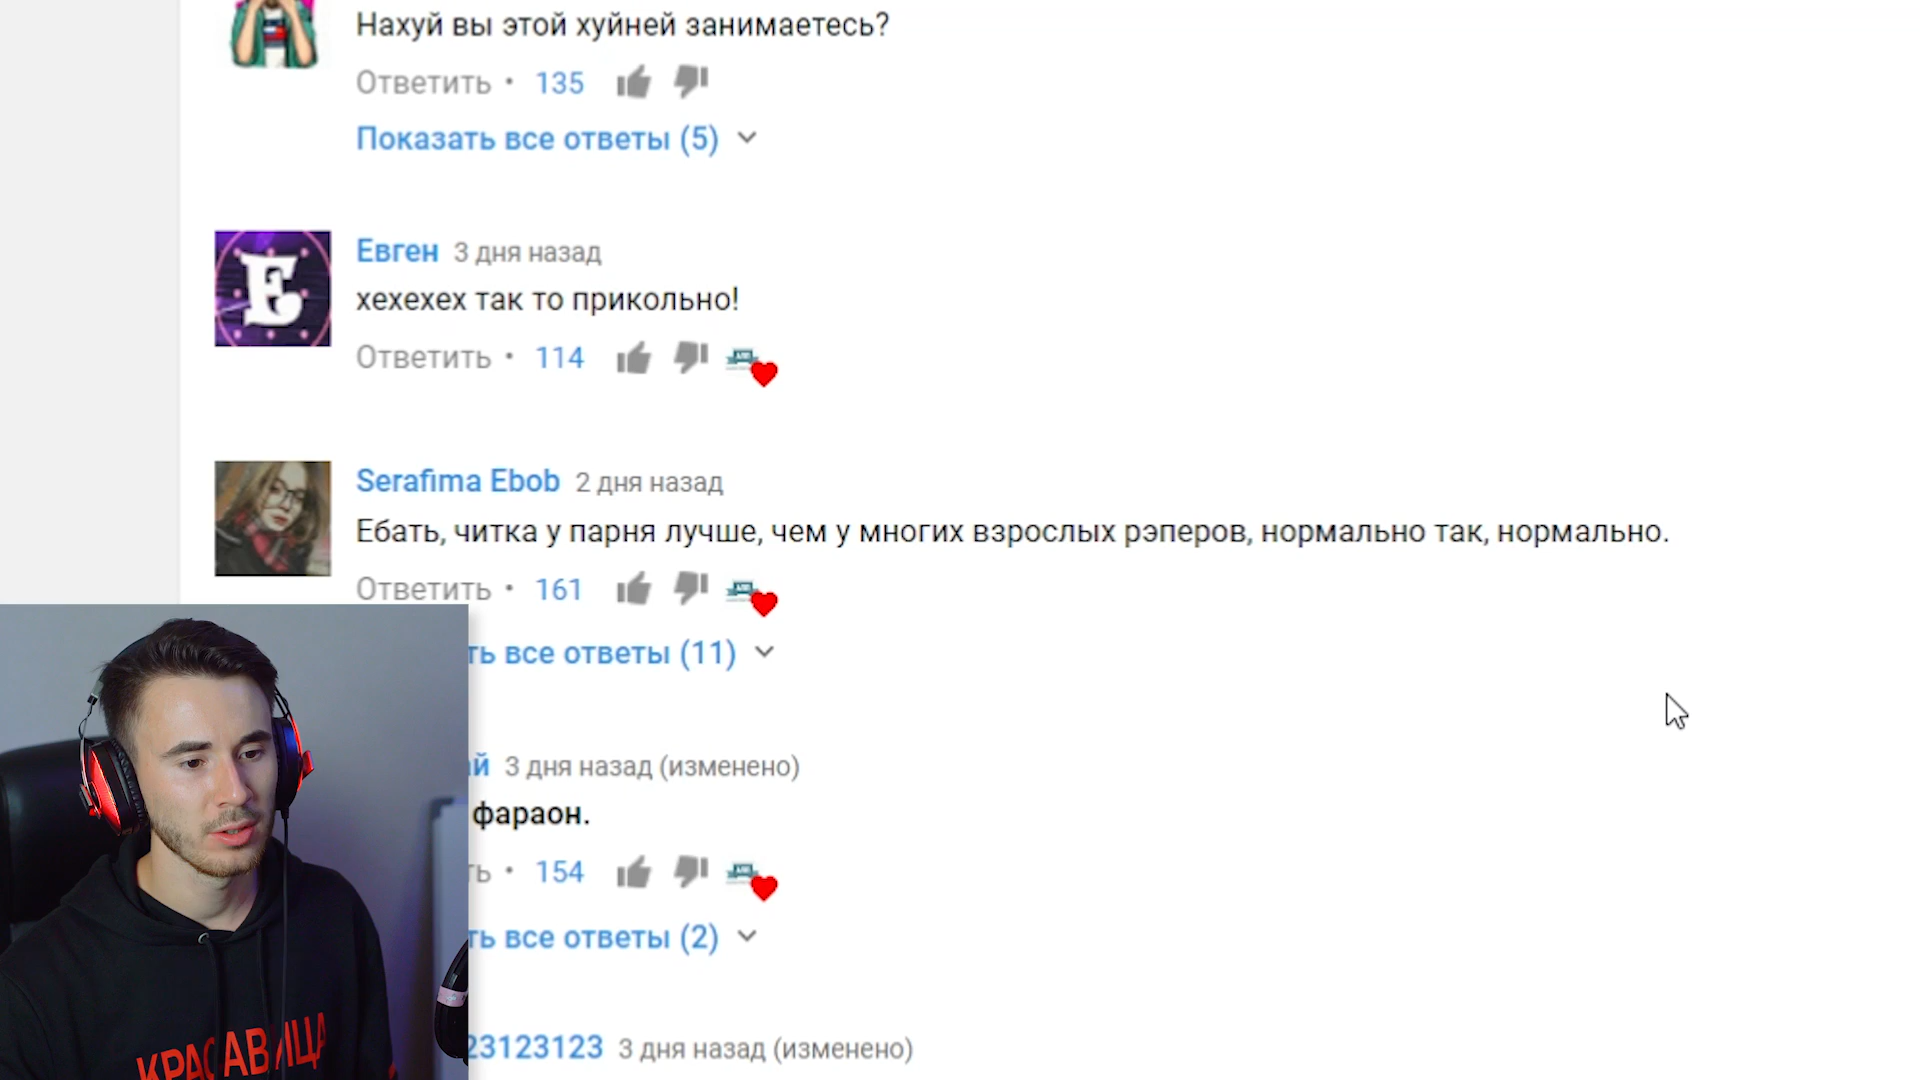 Нахуй вы этой хуйней занимаетесь?
Ответить • 135
Показать все ответы (5)
Евген 3 дня назад
хехехех так то прикольно!
Ответить • 114
Serafima Ebob 2 дня назад
Ебать, читка у парня лучше, чем у многих взрослых рэперов, нормально так, нормально.
Ответить • 161
ть все ответы (11)
ай 3 дня назад (изменено)
фараон.
ть • 154
ть все ответы (2)
23123123 3 дня назад (изменено)
КРАСАВИЦА
E